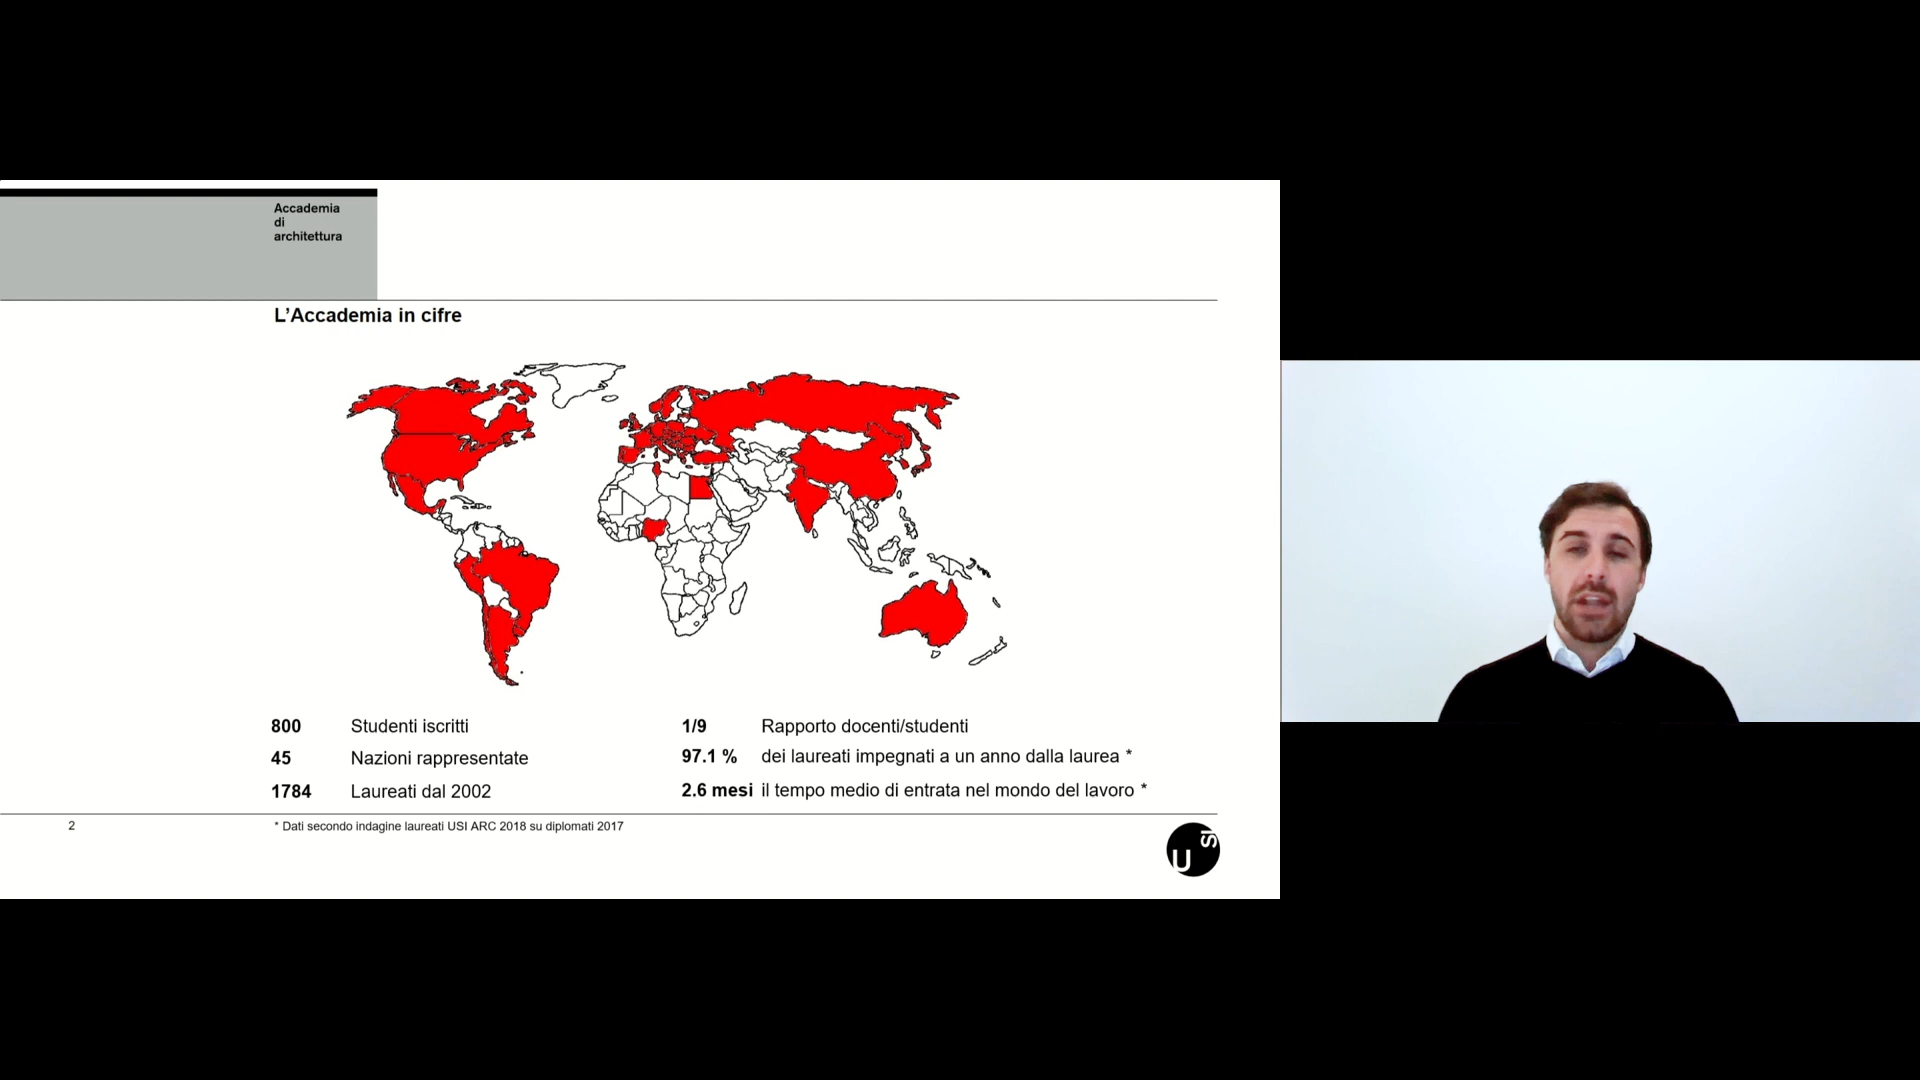 Accademia
di
architettura
L’Accademia in cifre
800 Studenti iscritti
45 Nazioni rappresentate
1784 Laureati dal 2002
1/9 Rapporto docenti/studenti
97.1 % dei laureati impegnati a un anno dalla laurea *
2.6 mesi il tempo medio di entrata nel mondo del lavoro *
2
* Dati secondo indagine laureati USI ARC 2018 su diplomati 2017
U
SI